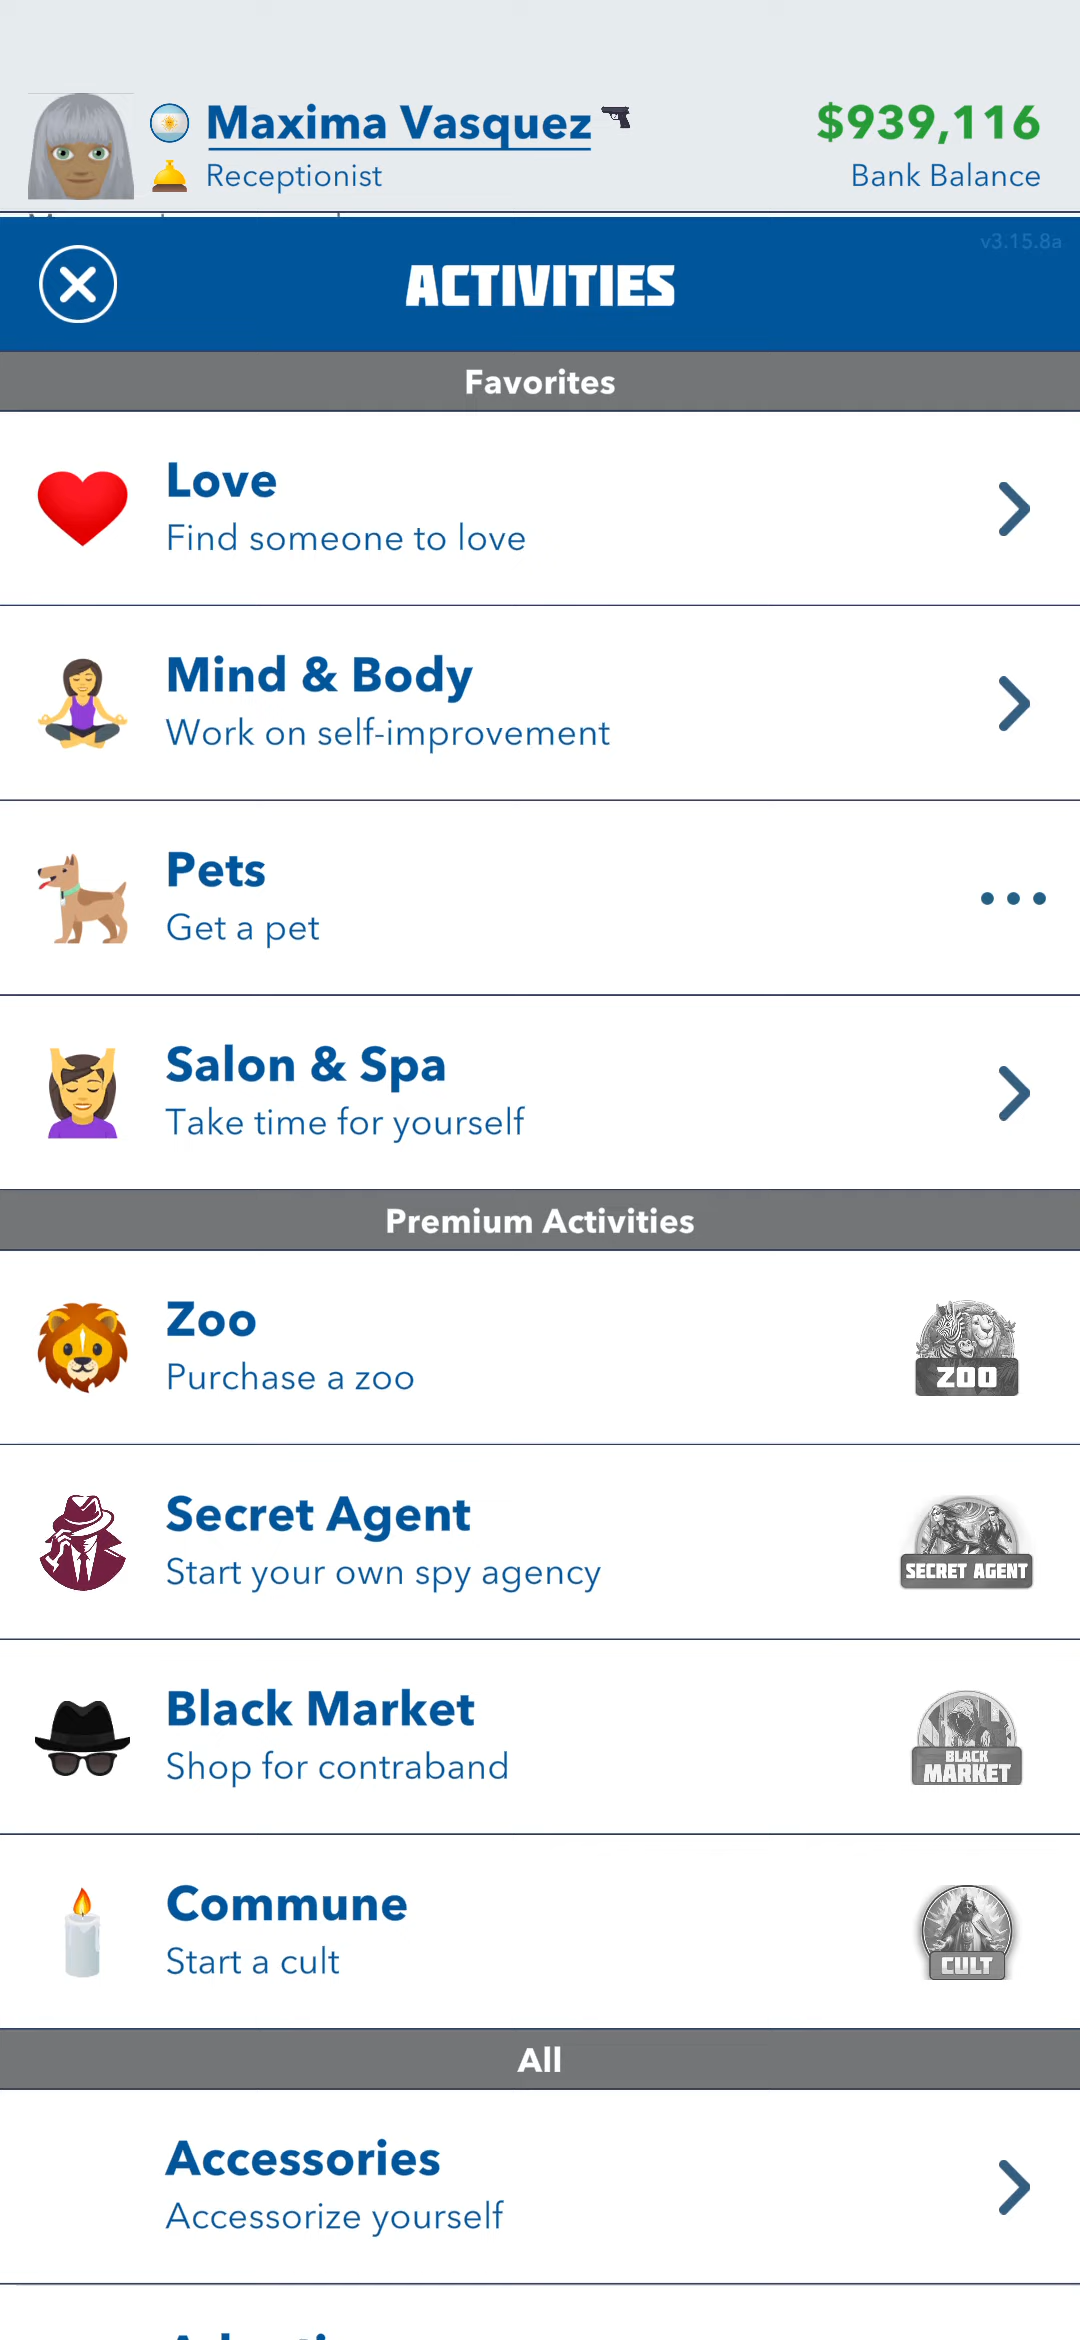 Maxima Vasquez
$939,116
Receptionist
Bank Balance
v3.15.8a
ACTIVITIES
Favorites
Love
Find someone to love
Mind & Body
Work on self-improvement
Pets
Get a pet
Salon & Spa
Take time for yourself
Premium Activities
Zoo
Purchase a zoo
ZOO
Secret Agent
Start your own spy agency
SECRET AGENT
Black Market
Shop for contraband
BLACK
MARKET
Commune
Start a cult
CULT
All
Accessories
Accessorize yourself